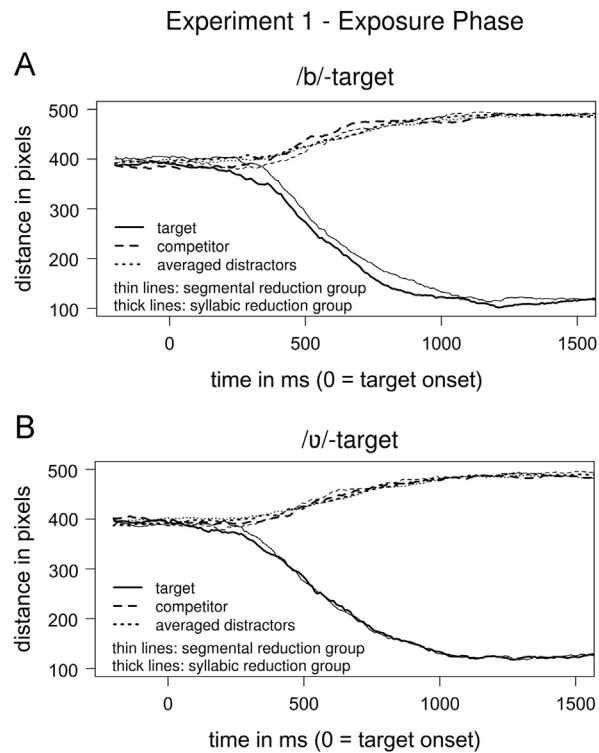 Experiment 1 - Exposure Phase
A
/b/-target
distance in pixels
500
400
300
200
100
target
competitor
averaged distractors
thin lines: segmental reduction group
thick lines: syllabic reduction group
0
500
1000
1500
time in ms (0 = target onset)
B
/ʋ/-target
distance in pixels
500
400
300
200
100
target
competitor
averaged distractors
thin lines: segmental reduction group
thick lines: syllabic reduction group
0
500
1000
1500
time in ms (0 = target onset)